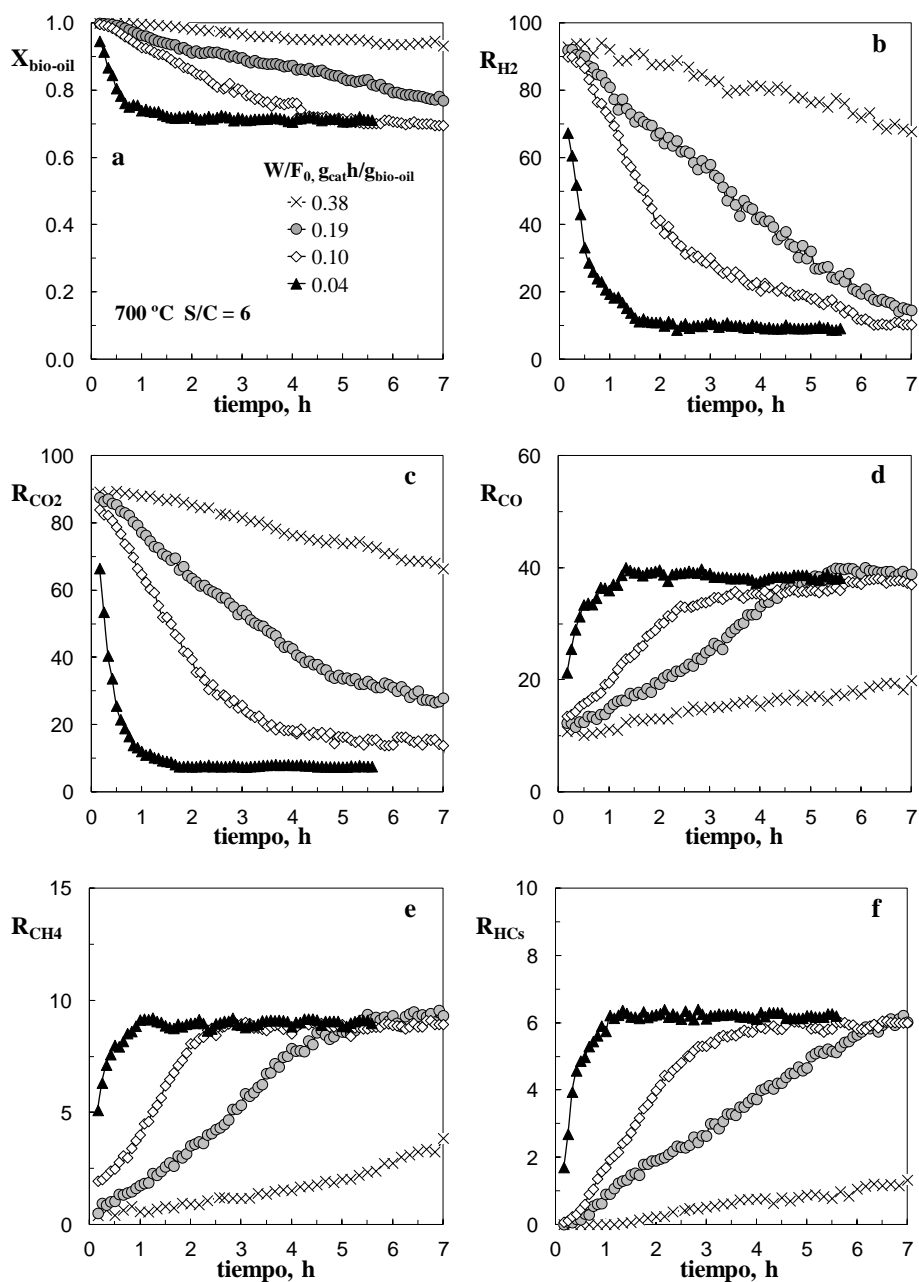 a
X_bio-oil
1.0
0.8
0.6
0.4
0.2
0.0
a
W/F0, g_cat h/g_bio-oil
0.38
0.19
0.10
0.04
700 ºC S/C = 6
0 1 2 3 4 5 6 7
tiempo, h
b
R_H2
100
80
60
40
20
0
0 1 2 3 4 5 6 7
tiempo, h
c
R_CO2
100
80
60
40
20
0
0 1 2 3 4 5 6 7
tiempo, h
d
R_CO
60
40
20
0
0 1 2 3 4 5 6 7
tiempo, h
e
R_CH4
15
10
5
0
0 1 2 3 4 5 6 7
tiempo, h
f
R_HCs
8
6
4
2
0
0 1 2 3 4 5 6 7
tiempo, h